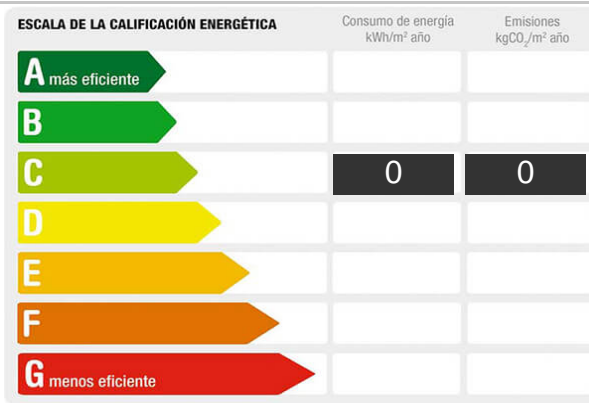 ESCALA DE LA CALIFICACIÓN ENERGÉTICA
Consumo de energía
kWh/m² año
Emisiones
kgCO₂/m² año
A más eficiente
B
C 0 0
D
E
F
G menos eficiente